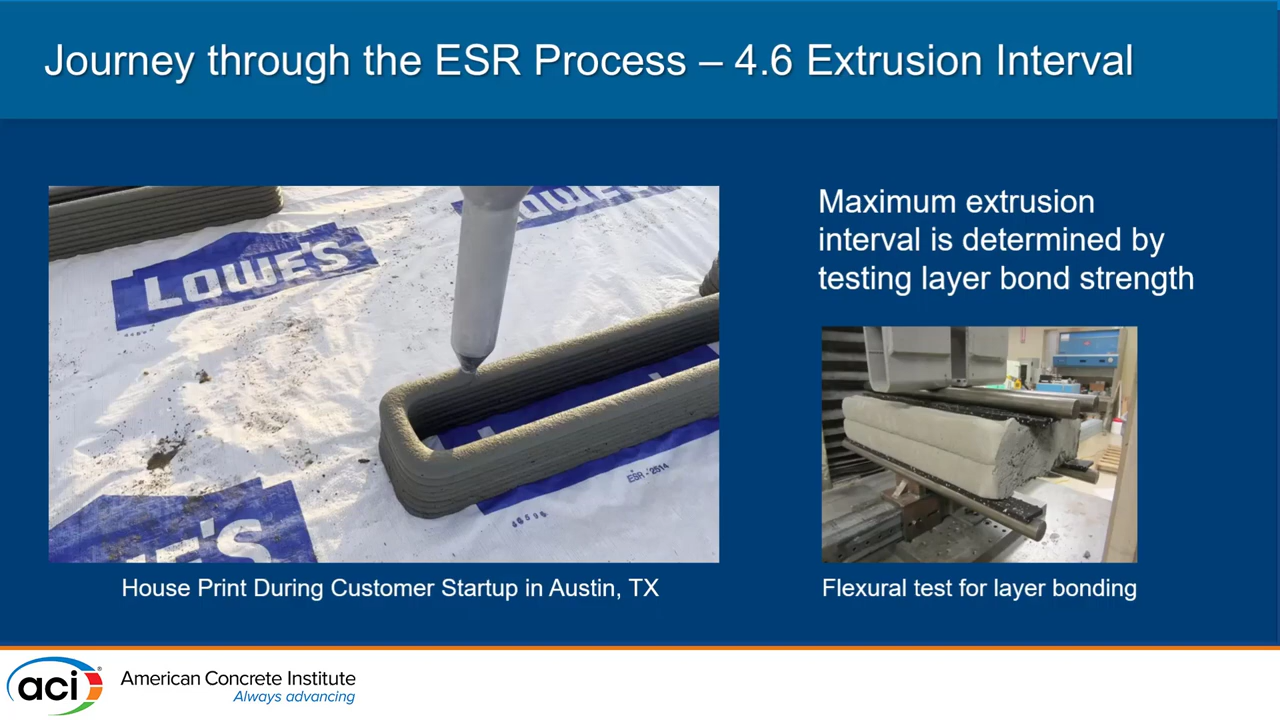 Journey through the ESR Process – 4.6 Extrusion Interval
LOWE'S
LOWE'S
ESR - 2514
Maximum extrusion
interval is determined by
testing layer bond strength
House Print During Customer Startup in Austin, TX
Flexural test for layer bonding
aci
American Concrete Institute
Always advancing